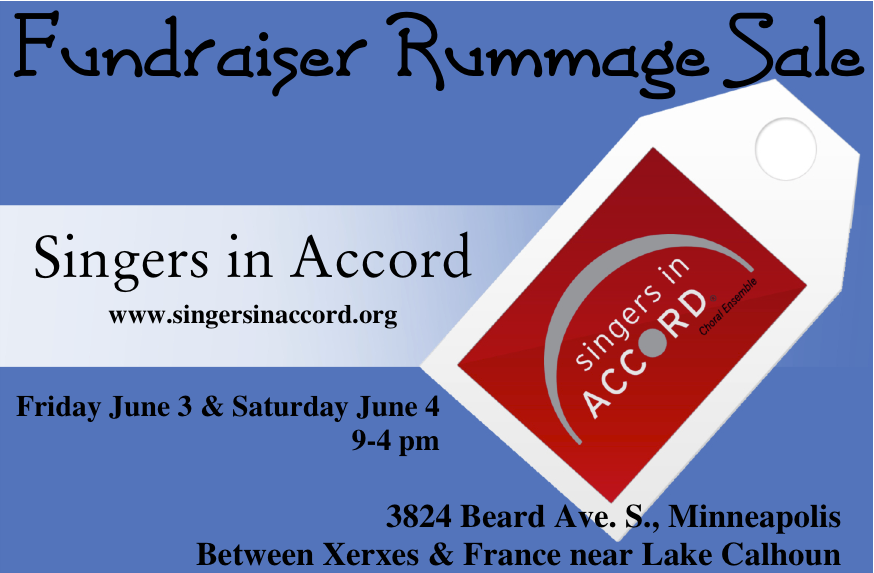 Fundraiser Rummage Sale
Singers in Accord
www.singersinaccord.org
singers in
ACCORD
Choral Ensemble
Friday June 3 & Saturday June 4
9-4 pm
3824 Beard Ave. S., Minneapolis
Between Xerxes & France near Lake Calhoun